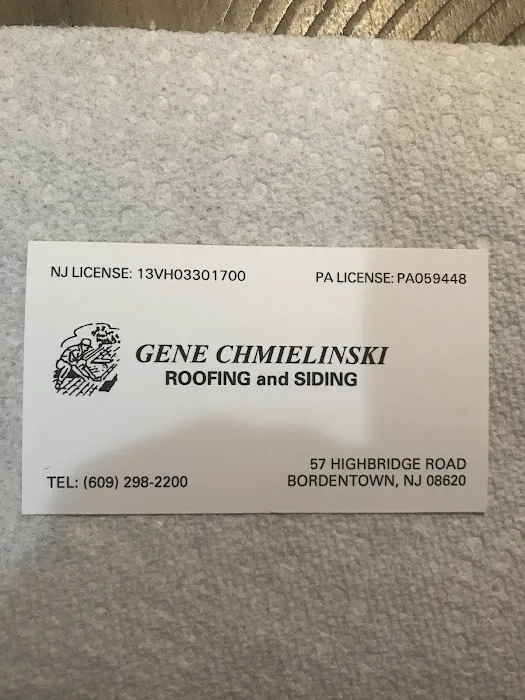 NJ LICENSE: 13VH03301700
PA LICENSE: PA059448
GENE CHMIELINSKI
ROOFING and SIDING
TEL: (609) 298-2200
57 HIGHBRIDGE ROAD
BORDENTOWN, NJ 08620